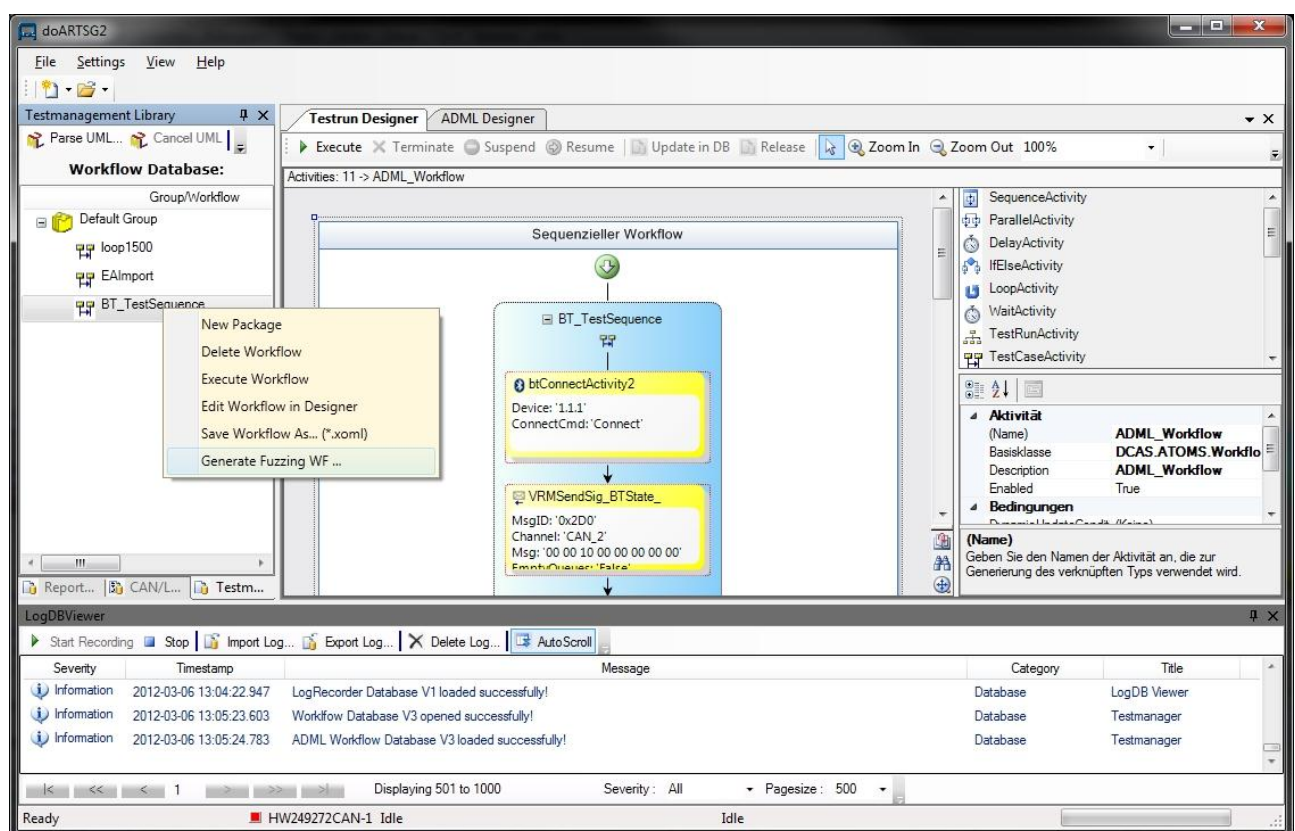 doARTSG2
File Settings View Help
Testmanagement Library
Parse UML... Cancel UML
Workflow Database:
Group/Workflow
Default Group
loop1500
EAImport
BT_TestSequence
New Package
Delete Workflow
Execute Workflow
Edit Workflow in Designer
Save Workflow As... (*.xoml)
Generate Fuzzing WF ...
Report... CAN/L... Testm...
Testrun Designer ADML Designer
Execute Terminate Suspend Resume Update in DB Release Zoom In Zoom Out 100%
Activities: 11 -> ADML_Workflow
Sequenzieller Workflow
BT_TestSequence
btConnectActivity2
Device: '1.1.1'
ConnectCmd: 'Connect'
VRMSendSig_BTState_
MsgID: '0x2D0'
Channel: 'CAN_2'
Msg: '00 00 10 00 00 00 00 00'
EmptyQueues: 'False'
SequenceActivity
ParallelActivity
DelayActivity
IfElseActivity
LoopActivity
WaitActivity
TestRunActivity
TestCaseActivity
Aktivität
(Name) ADML_Workflow
Basisklasse DCAS.ATOMS.Workflo
Description ADML_Workflow
Enabled True
Bedingungen
(Name)
Geben Sie den Namen der Aktivität an, die zur
Generierung des verknüpften Typs verwendet wird.
LogDBViewer
Start Recording Stop Import Log... Export Log... Delete Log... AutoScroll
Severity Timestamp Message Category Title
Information 2012-03-06 13:04:22.947 LogRecorder Database V1 loaded successfully! Database LogDB Viewer
Information 2012-03-06 13:05:23.603 Worklfow Database V3 opened successfully! Database Testmanager
Information 2012-03-06 13:05:24.783 ADML Workflow Database V3 loaded successfully! Database Testmanager
|< << < 1 > >> >| Displaying 501 to 1000 Severity : All Pagesize : 500
Ready HW249272CAN-1 Idle Idle